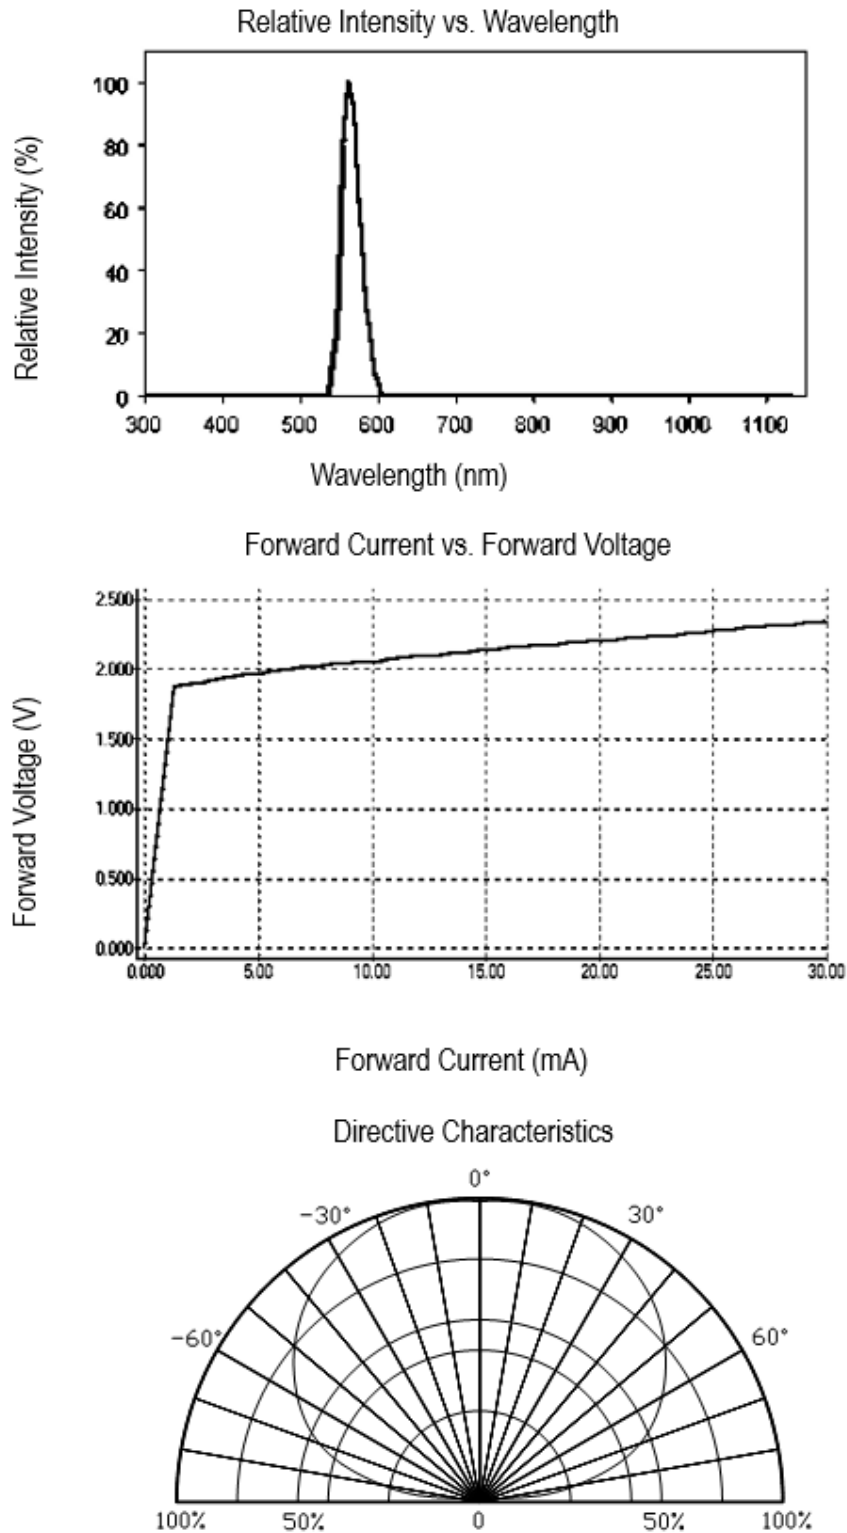 Relative Intensity vs. Wavelength
Relative Intensity (%)
100
80
60
40
20
0
300 400 500 600 700 800 900 1000 1100
Wavelength (nm)
Forward Current vs. Forward Voltage
Forward Voltage (V)
2.500
2.000
1.500
1.000
0.500
0.000
0.000 5.00 10.00 15.00 20.00 25.00 30.00
Forward Current (mA)
Directive Characteristics
0°
-30° 30°
-60° 60°
100% 50% 0 50% 100%